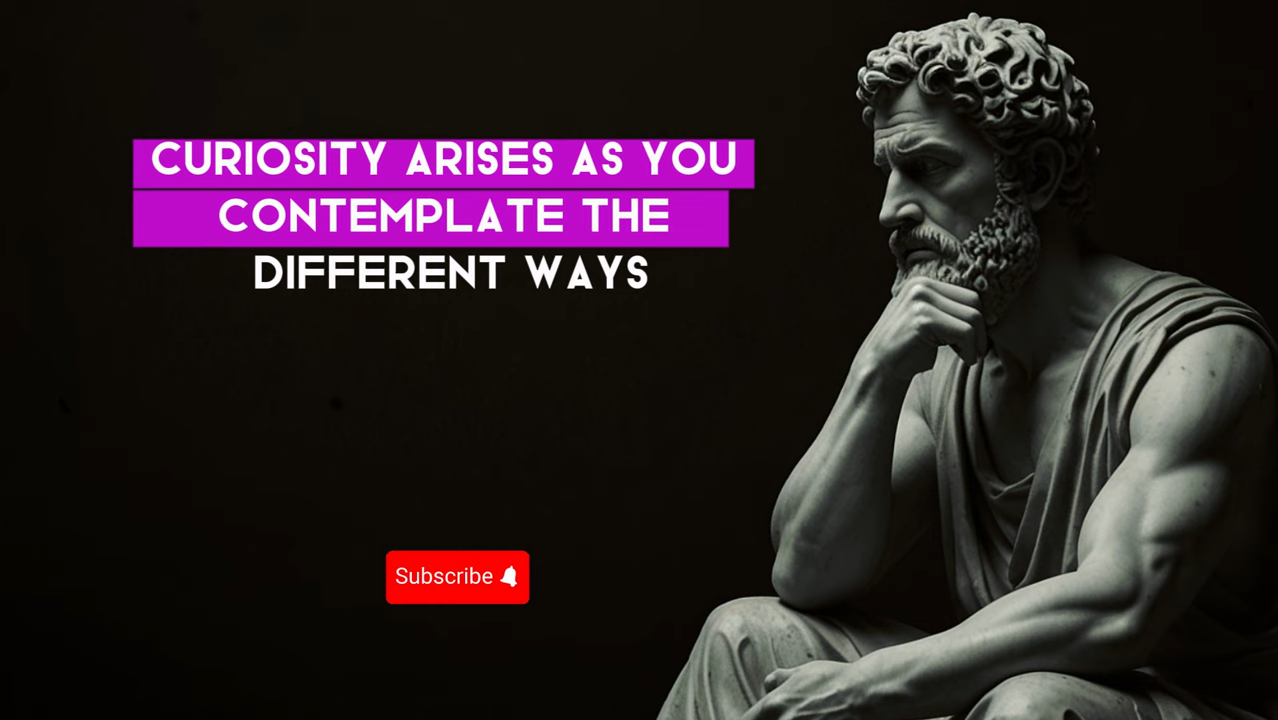 CURIOSITY ARISES AS YOU
CONTEMPLATE THE
DIFFERENT WAYS
Subscribe